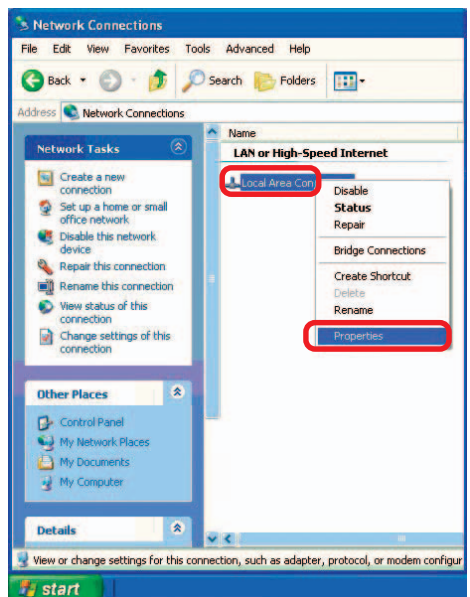 Network Connections
File Edit View Favorites Tools Advanced Help
Back Search Folders
Address Network Connections
Network Tasks
Create a new
connection
Set up a home or small
office network
Disable this network
device
Repair this connection
Rename this connection
View status of this
connection
Change settings of this
connection
Other Places
Control Panel
My Network Places
My Documents
My Computer
Details
Name
LAN or High-Speed Internet
Local Area Con
Disable
Status
Repair
Bridge Connections
Create Shortcut
Delete
Rename
Properties
View or change settings for this connection, such as adapter, protocol, or modem configur
start